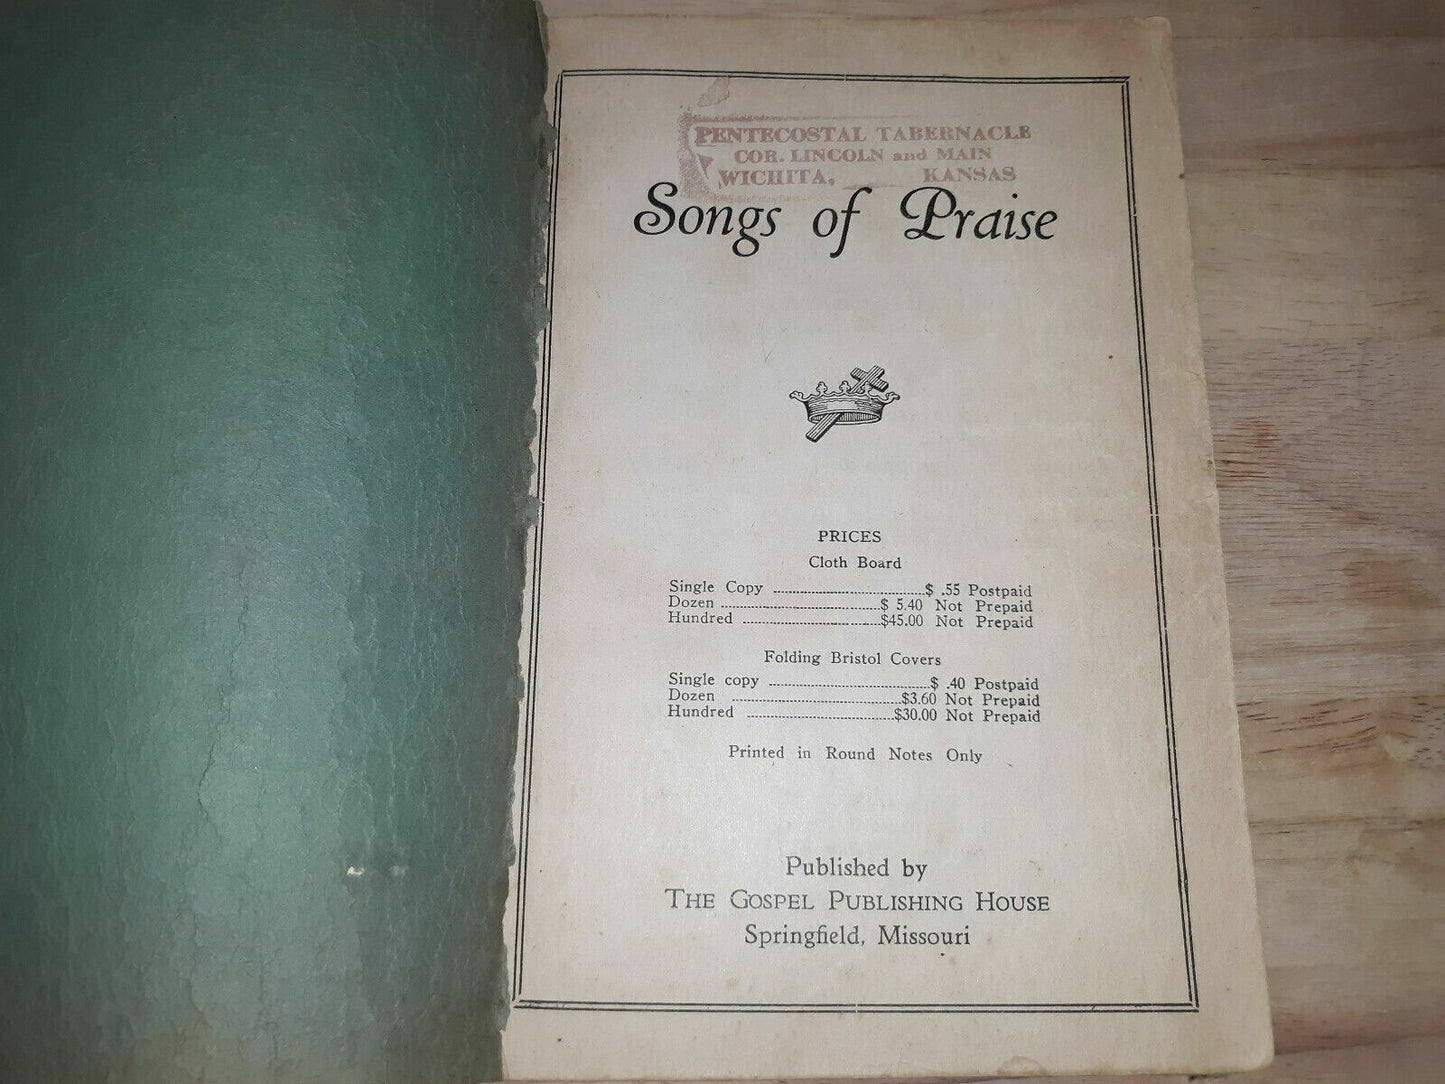 PENTECOSTAL TABERNACLE
COR. LINCOLN and MAIN
WICHITA, KANSAS
Songs of Praise
PRICES
Cloth Board
Single Copy ........ $ .55 Postpaid
Dozen ........ $ 5.40 Not Prepaid
Hundred ........ $45.00 Not Prepaid
Folding Bristol Covers
Single copy ........ $ .40 Postpaid
Dozen ........ $3.60 Not Prepaid
Hundred ........ $30.00 Not Prepaid
Printed in Round Notes Only
Published by
THE GOSPEL PUBLISHING HOUSE
Springfield, Missouri